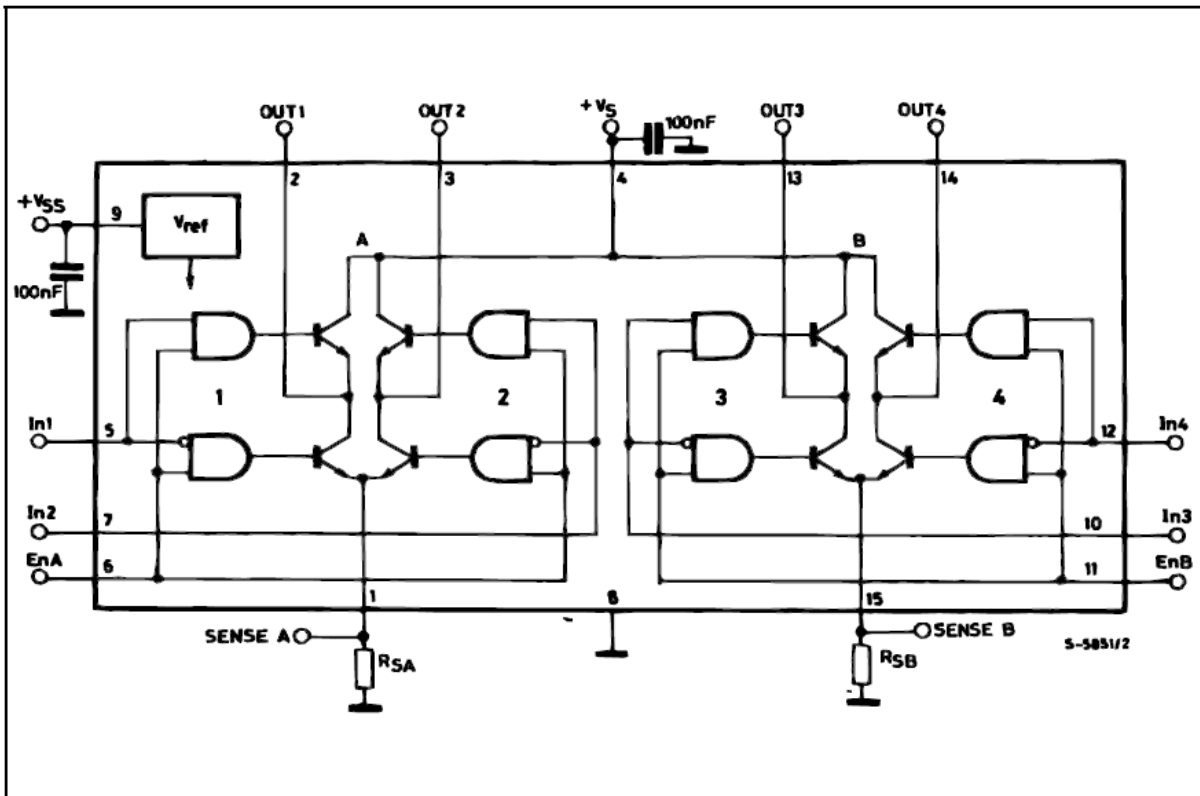 OUT1
OUT2
+VS
100nF
OUT3
OUT4
2
3
4
13
14
+VSS
9
Vref
A
B
100nF
1
2
3
4
In1
5
12
In4
In2
7
10
In3
EnA
6
11
EnB
1
8
15
SENSE A
SENSE B
S-5851/2
RSA
RSB